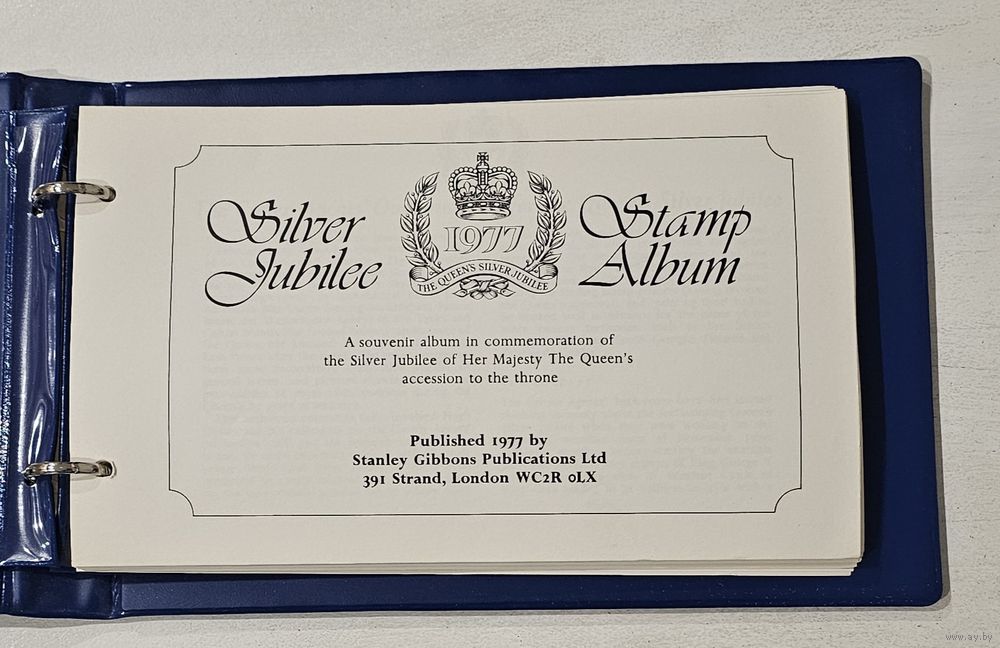 Silver
Jubilee
1977
THE QUEEN'S SILVER JUBILEE
Stamp
Album
A souvenir album in commemoration of
the Silver Jubilee of Her Majesty The Queen's
accession to the throne
Published 1977 by
Stanley Gibbons Publications Ltd
391 Strand, London WC2R 0LX
www.ay.by